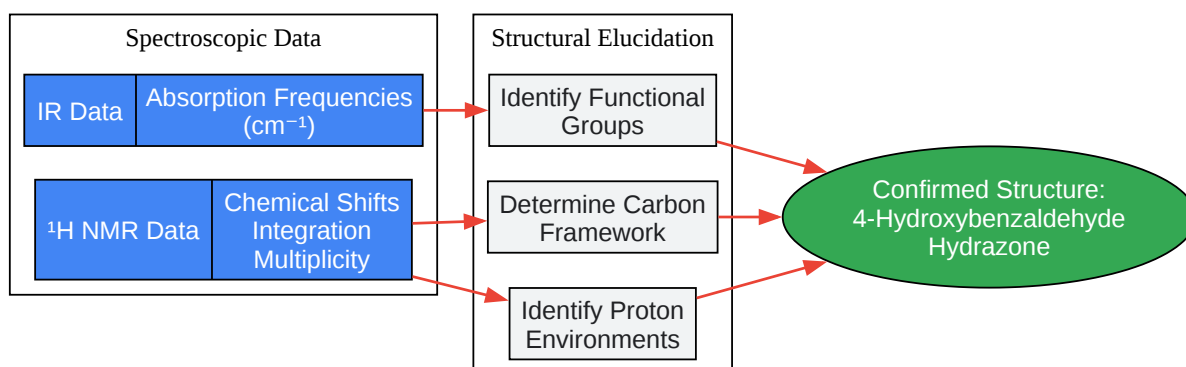 Spectroscopic Data
IR Data
Absorption Frequencies
(cm⁻¹)
¹H NMR Data
Chemical Shifts
Integration
Multiplicity
Structural Elucidation
Identify Functional
Groups
Determine Carbon
Framework
Identify Proton
Environments
Confirmed Structure:
4-Hydroxybenzaldehyde
Hydrazone